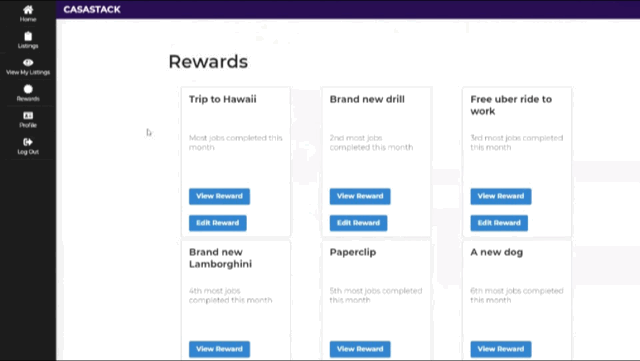 CASASTACK
Home
Listings
View My Listings
Rewards
Profile
Log Out
Rewards
Trip to Hawaii
Most jobs completed this
month
View Reward
Edit Reward
Brand new drill
2nd most jobs
completed this month
View Reward
Edit Reward
Free uber ride to
work
3rd most jobs completed
this month
View Reward
Edit Reward
Brand new
Lamborghini
4th most jobs
completed this month
View Reward
Paperclip
5th most jobs completed
this month
View Reward
A new dog
6th most jobs completed
this month
View Reward